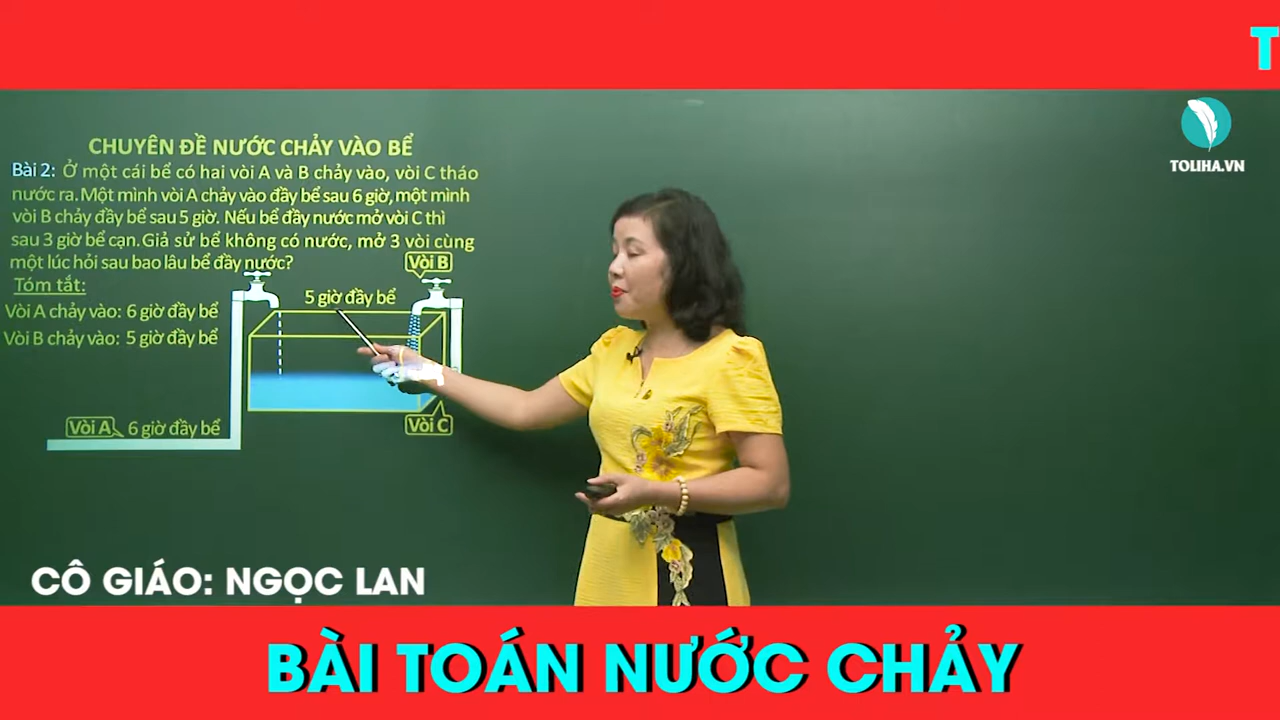 T
TOLIHA.VN
CHUYÊN ĐỀ NƯỚC CHẢY VÀO BỂ
Bài 2: Ở một cái bể có hai vòi A và B chảy vào, vòi C tháo
nước ra. Một mình vòi A chảy vào đầy bể sau 6 giờ, một mình
vòi B chảy đầy bể sau 5 giờ. Nếu bể đầy nước mở vòi C thì
sau 3 giờ bể cạn. Giả sử bể không có nước, mở 3 vòi cùng
một lúc hỏi sau bao lâu bể đầy nước?
Vòi B
Tóm tắt:
5 giờ đầy bể
Vòi A chảy vào: 6 giờ đầy bể
Vòi B chảy vào: 5 giờ đầy bể
Vòi A 6 giờ đầy bể
Vòi C
CÔ GIÁO: NGỌC LAN
BÀI TOÁN NƯỚC CHẢY